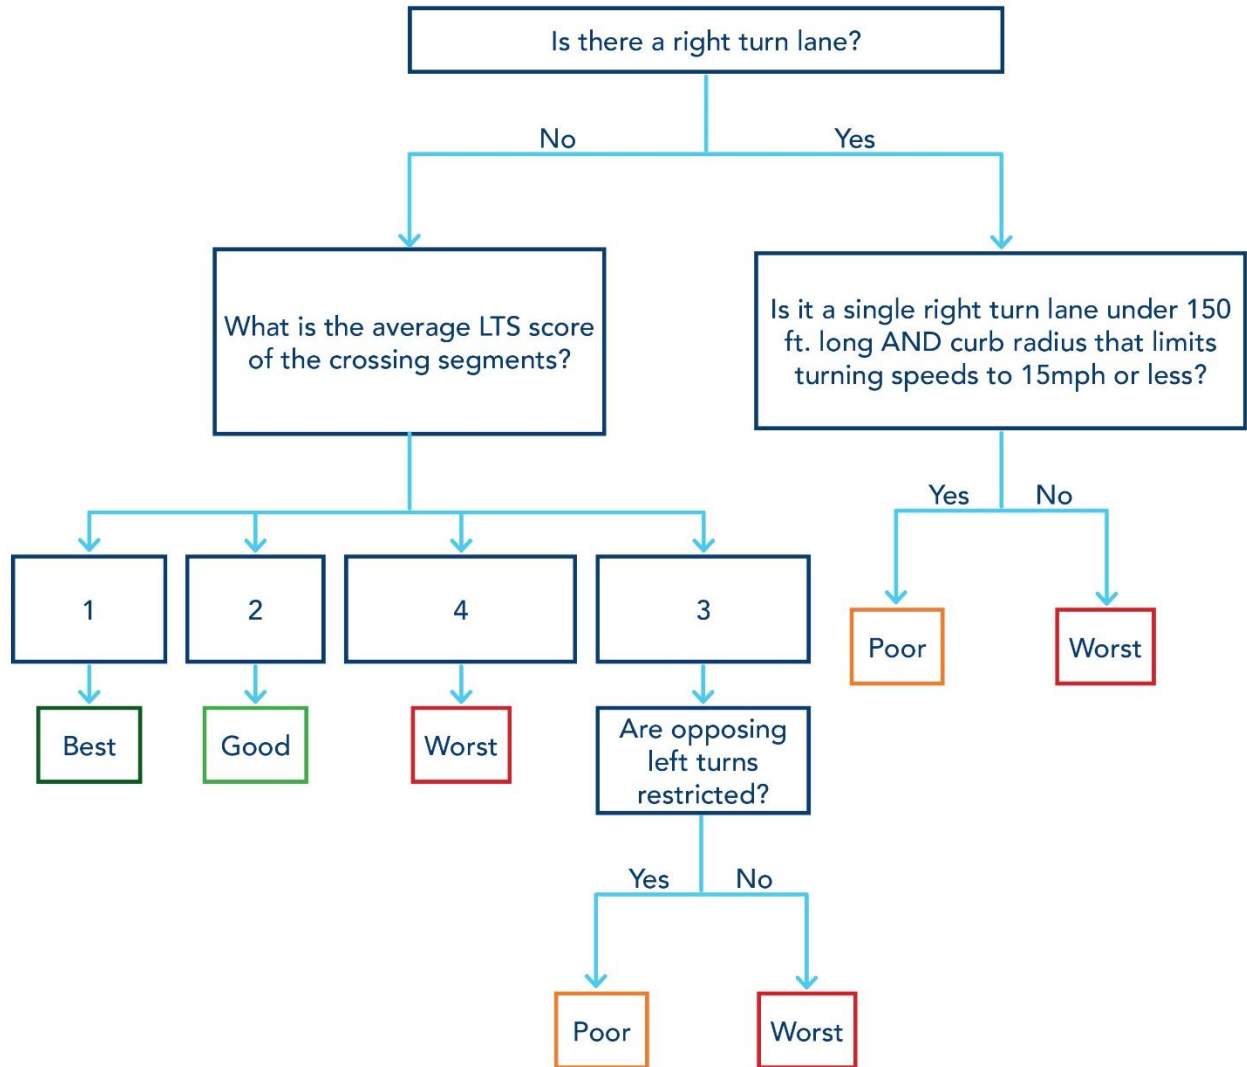 Is there a right turn lane?
No
Yes
What is the average LTS score
of the crossing segments?
Is it a single right turn lane under 150
ft. long AND curb radius that limits
turning speeds to 15mph or less?
Yes
No
1
2
4
3
Poor
Worst
Best
Good
Worst
Are opposing
left turns
restricted?
Yes
No
Poor
Worst